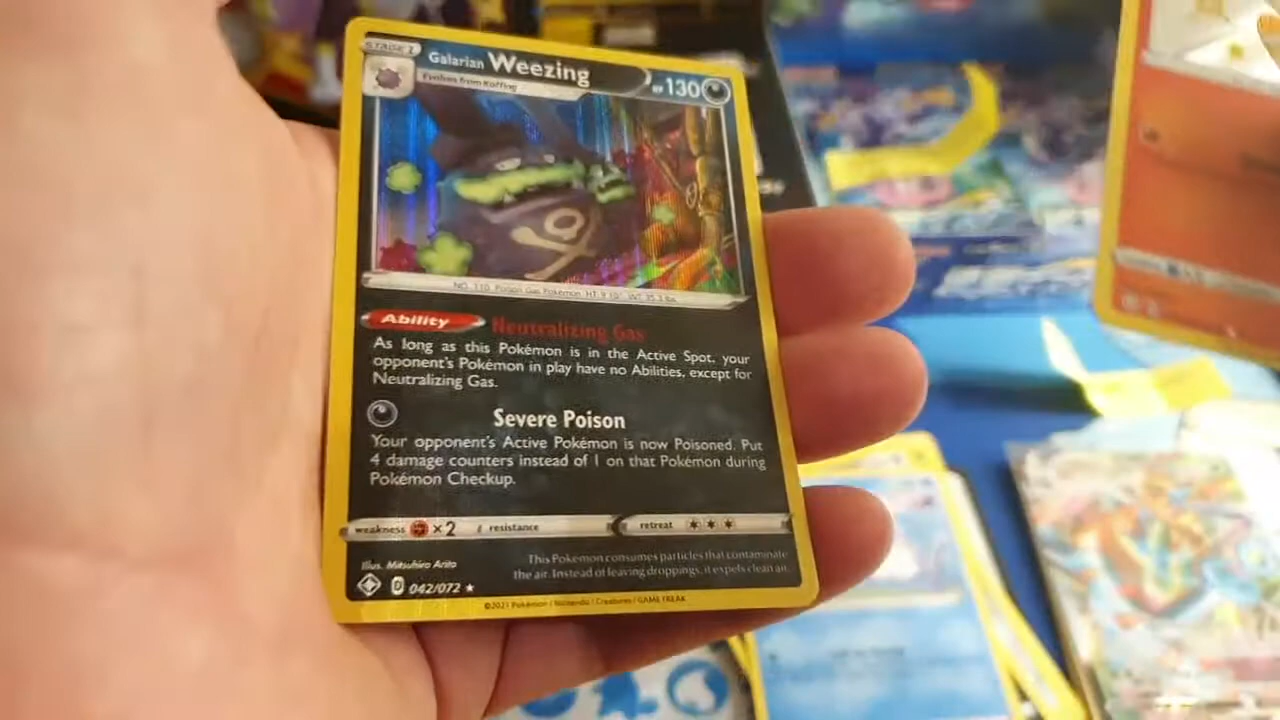 STAGE 1
Galarian Weezing HP 130
Evolves from Koffing
NO. 110 Poison Gas Pokémon HT: 9'10" WT: 35.3 lbs.
Ability Neutralizing Gas
As long as this Pokémon is in the Active Spot, your
opponent's Pokémon in play have no Abilities, except for
Neutralizing Gas.
Severe Poison
Your opponent's Active Pokémon is now Poisoned. Put
4 damage counters instead of 1 on that Pokémon during
Pokémon Checkup.
weakness ×2 resistance retreat
Illus. Mitsuhiro Arita
This Pokémon consumes particles that contaminate
the air. Instead of leaving droppings, it expels clean air.
D 042/072 ★
©2021 Pokémon / Nintendo / Creatures / GAME FREAK